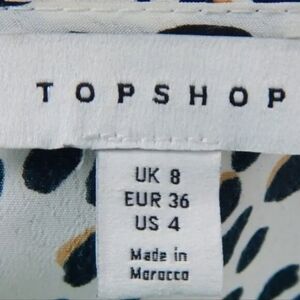 TOPSHOP
UK 8
EUR 36
US 4
Made in
Morocco